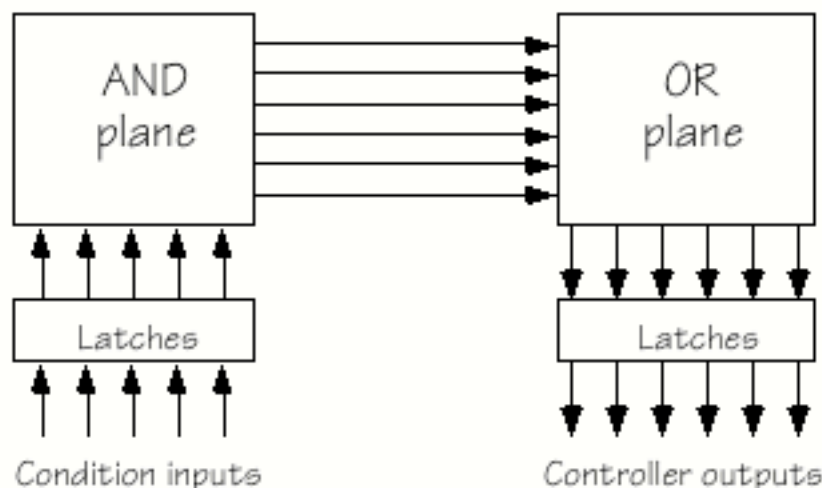 AND
plane
OR
plane
Latches
Latches
Condition inputs
Controller outputs